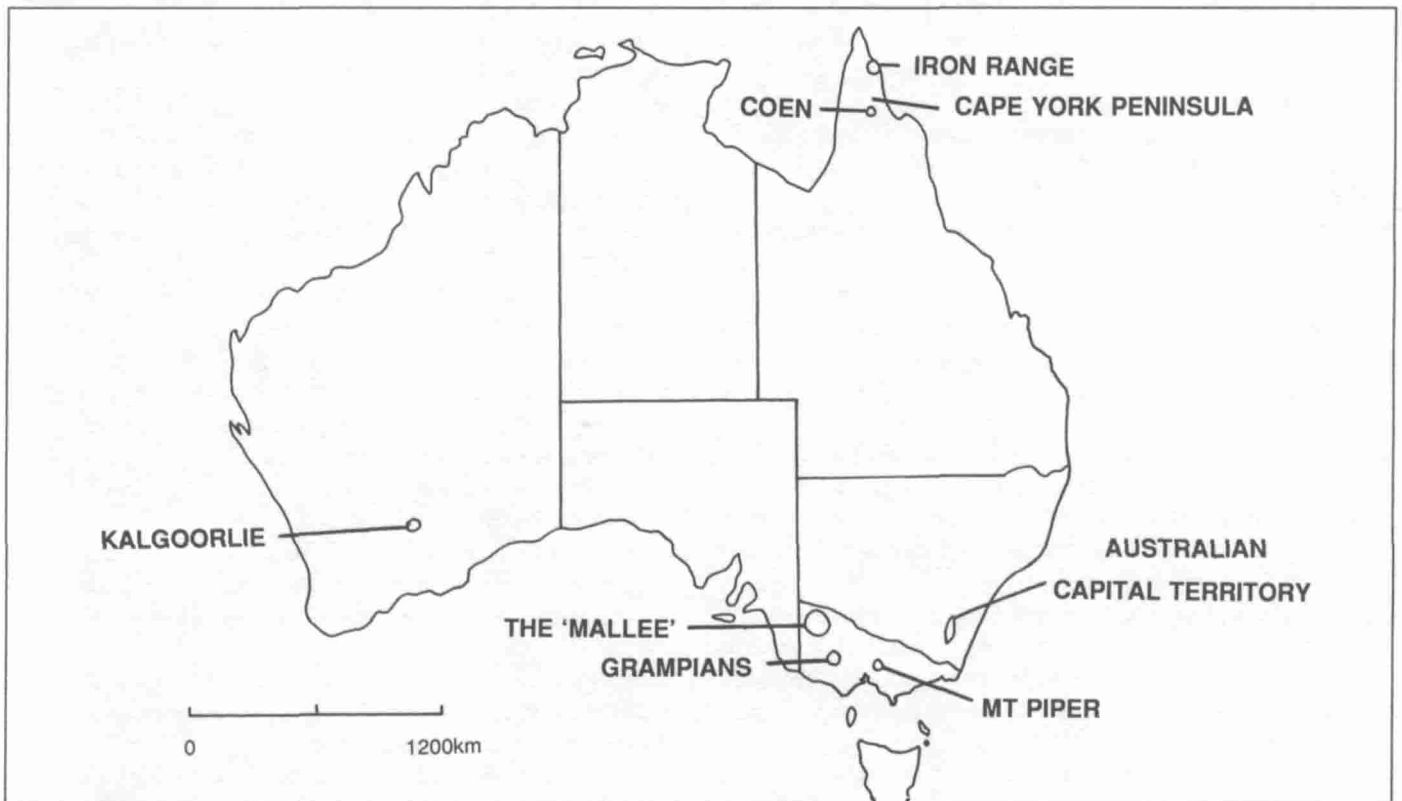 IRON RANGE
COEN
CAPE YORK PENINSULA
KALGOORLIE
AUSTRALIAN
CAPITAL TERRITORY
THE ‘MALLEE’
GRAMPIANS
MT PIPER
0
1200km